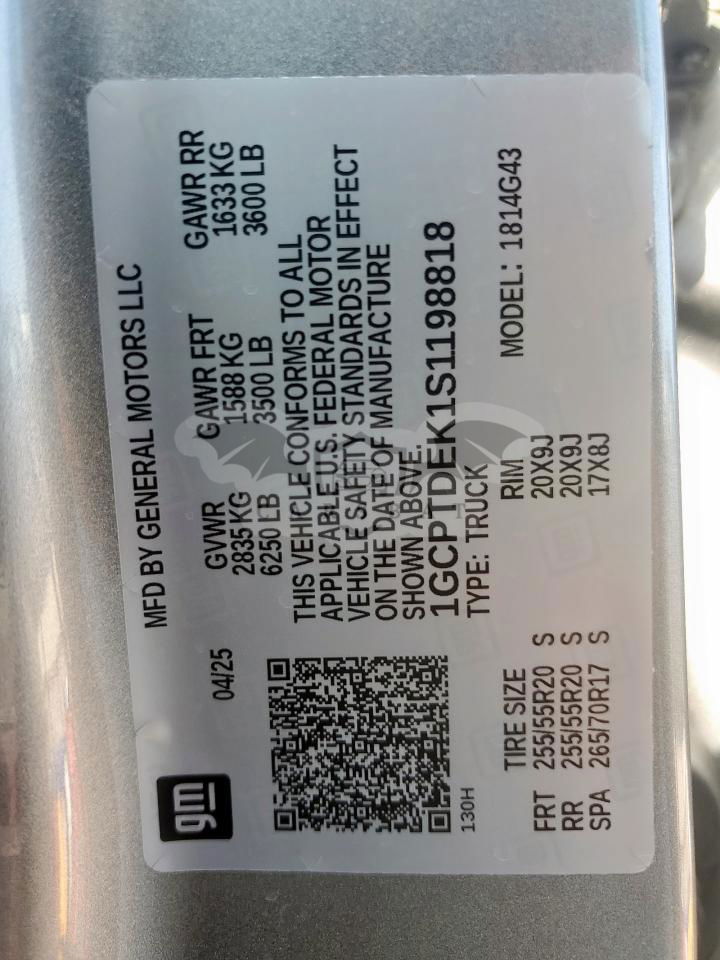 MFD BY GENERAL MOTORS LLC
gm
04/25
GVWR GAWR FRT GAWR RR
2835 KG 1588 KG 1633 KG
6250 LB 3500 LB 3600 LB
THIS VEHICLE CONFORMS TO ALL
APPLICABLE U.S. FEDERAL MOTOR
VEHICLE SAFETY STANDARDS IN EFFECT
ON THE DATE OF MANUFACTURE
SHOWN ABOVE.
1GCPTDEK1S1198818
TYPE: TRUCK
130H
MODEL: 1814G43
TIRE SIZE RIM
FRT 255/55R20 S 20X9J
RR 255/55R20 S 20X9J
SPA 265/70R17 S 17X8J